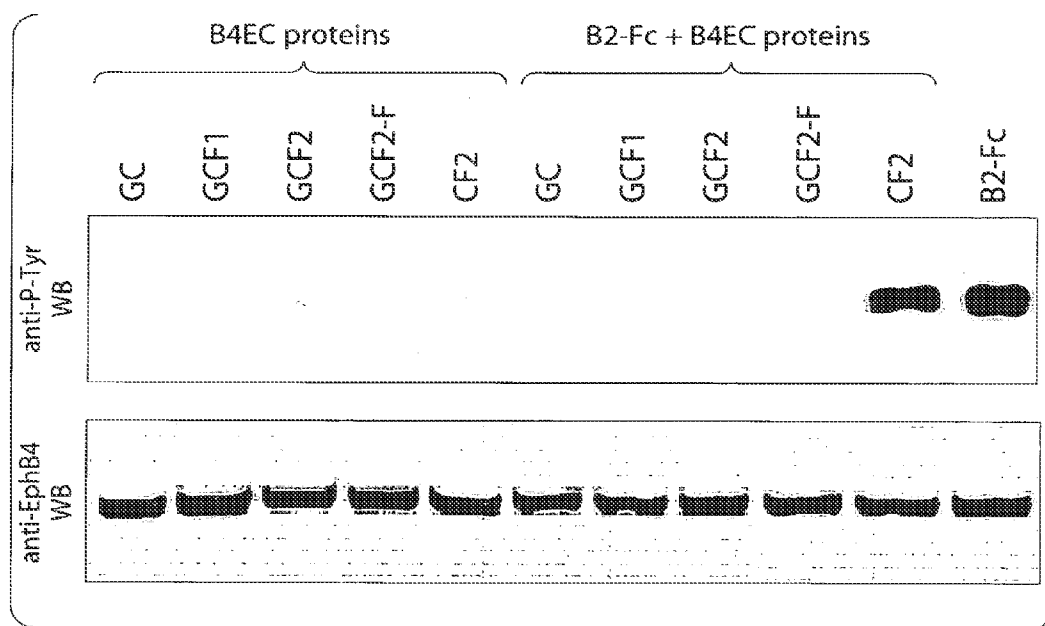 B4EC proteins
B2-Fc + B4EC proteins
GC
GCF1
GCF2
GCF2-F
CF2
GC
GCF1
GCF2
GCF2-F
CF2
B2-Fc
anti-P-Tyr
WB
anti-EphB4
WB